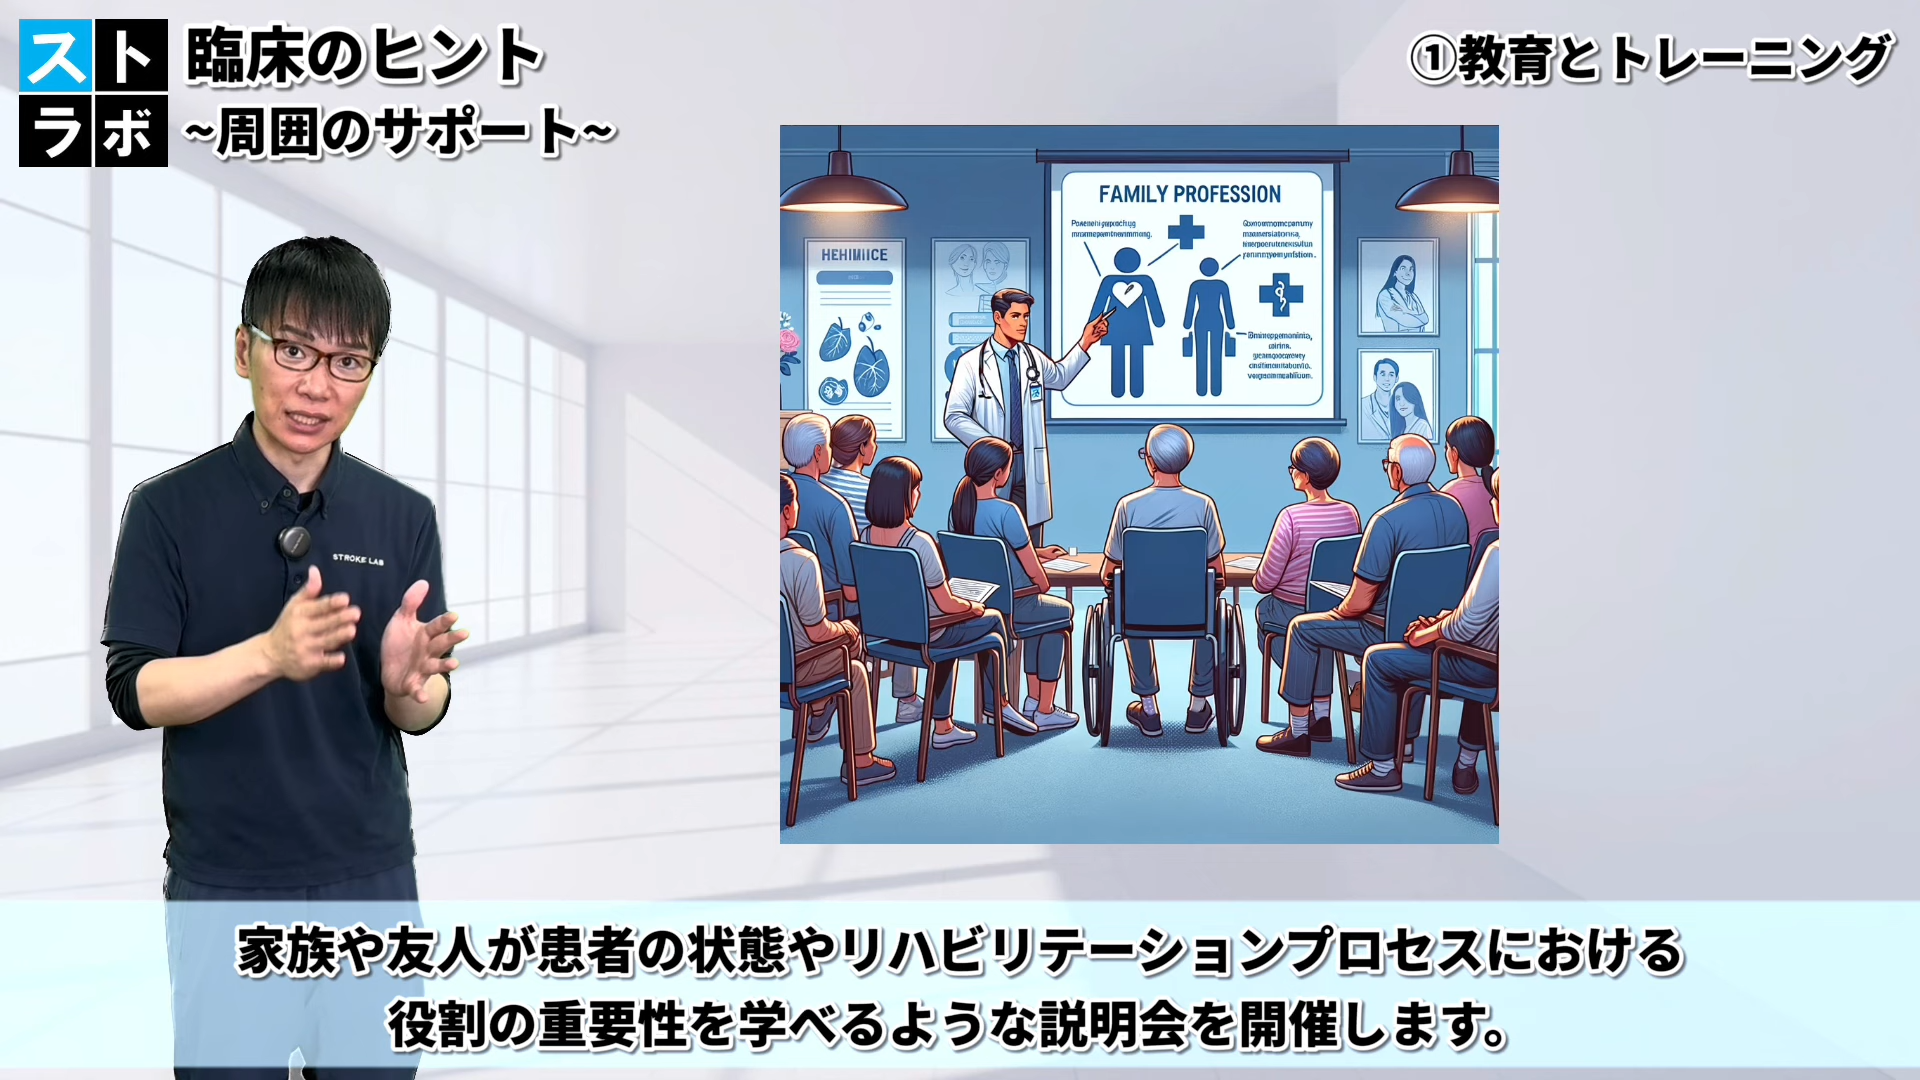 ストラボ
臨床のヒント
~周囲のサポート~
①教育とトレーニング
FAMILY PROFESSION
HEHIMIICE
STROKE LAB
家族や友人が患者の状態やリハビリテーションプロセスにおける
役割の重要性を学べるような説明会を開催します。